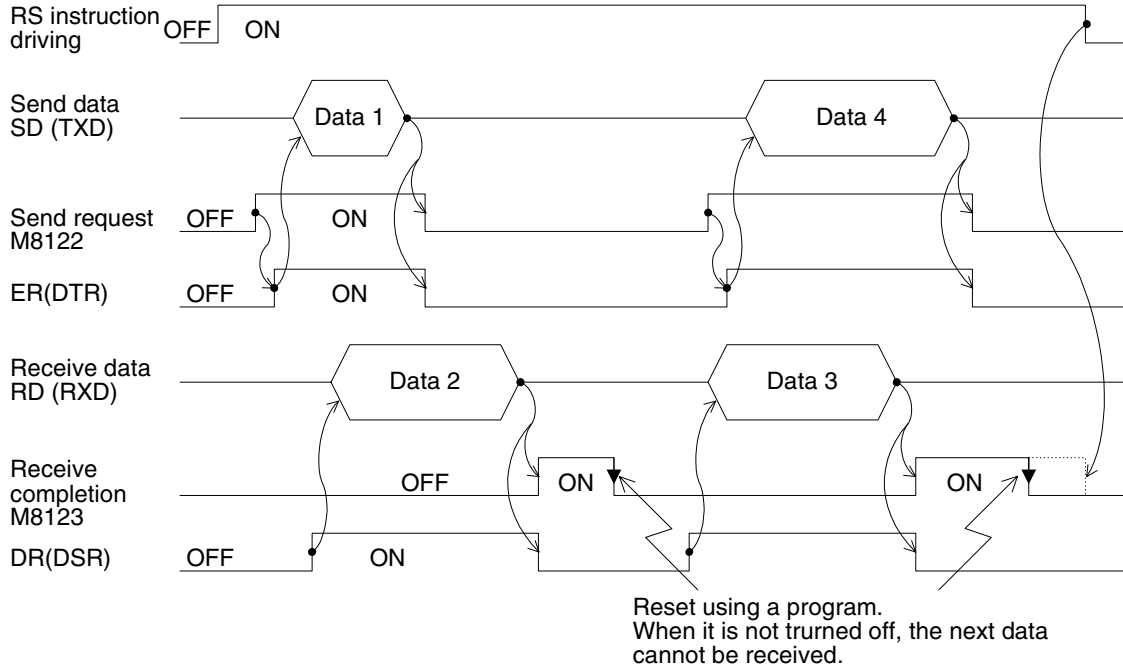 RS instruction
driving
OFF
ON
Send data
SD (TXD)
Data 1
Data 4
Send request
M8122
OFF
ON
ER(DTR)
OFF
ON
Receive data
RD (RXD)
Data 2
Data 3
Receive
completion
M8123
OFF
ON
ON
DR(DSR)
OFF
ON
Reset using a program.
When it is not trurned off, the next data
cannot be received.